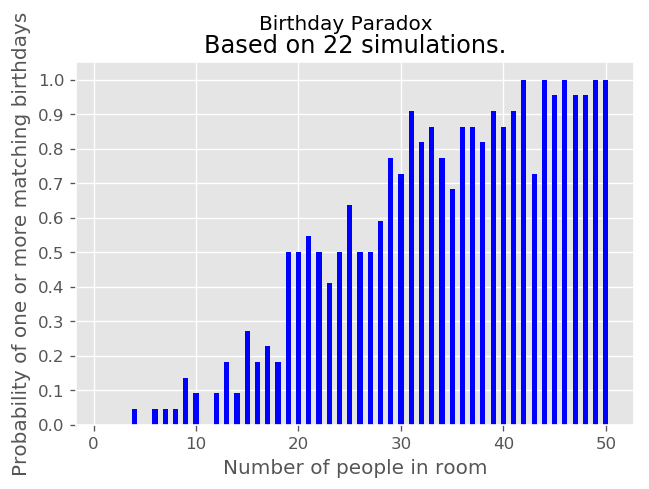 Birthday Paradox
Based on 22 simulations.
Probability of one or more matching birthdays
1.0
0.9
0.8
0.7
0.6
0.5
0.4
0.3
0.2
0.1
0.0
0 10 20 30 40 50
Number of people in room